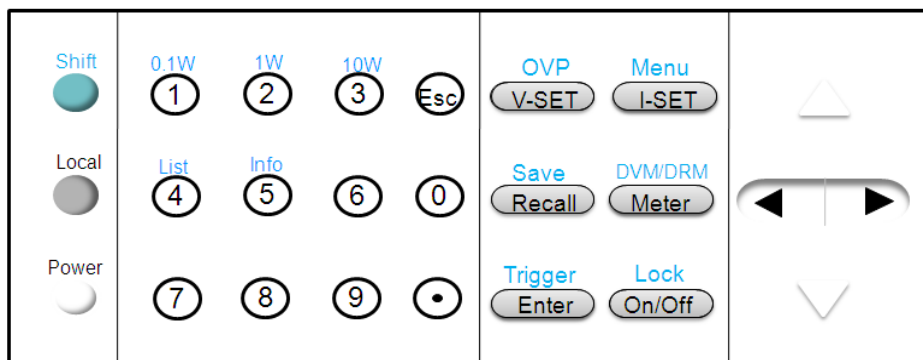 Shift
0.1W 1W 10W
1 2 3 Esc
OVP Menu
V-SET I-SET
Local
List Info
4 5 6 0
Save DVM/DRM
Recall Meter
Power
7 8 9 •
Trigger Lock
Enter On/Off